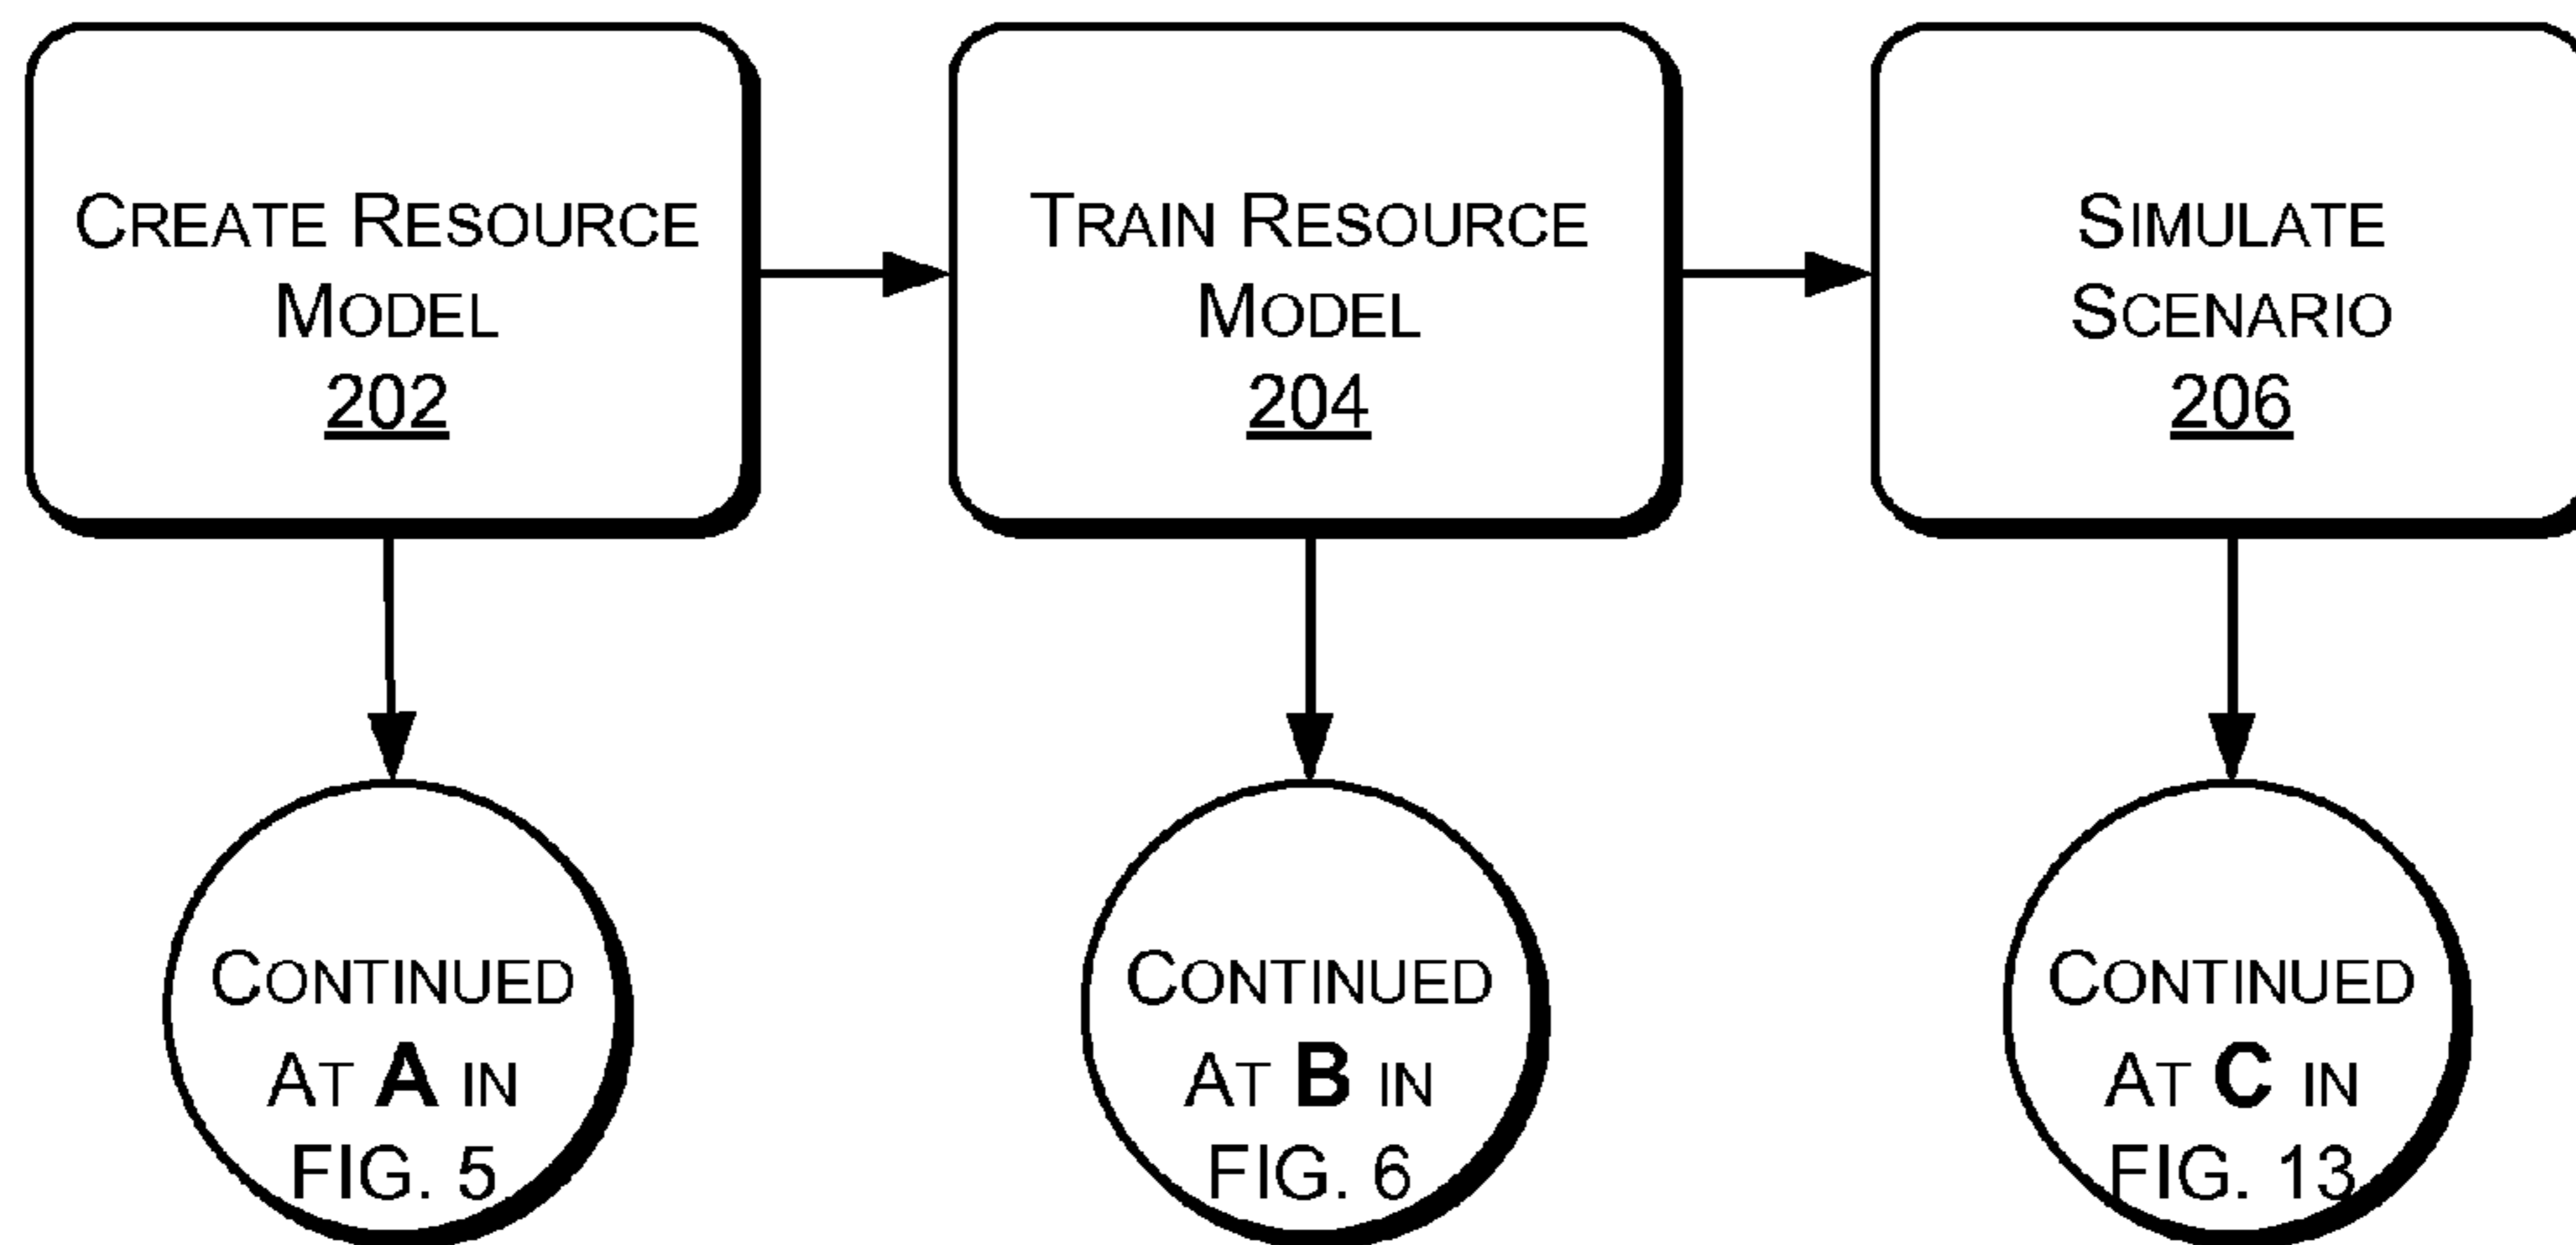 CREATE RESOURCE
MODEL
202
TRAIN RESOURCE
MODEL
204
SIMULATE
SCENARIO
206
CONTINUED
AT A IN
FIG. 5
CONTINUED
AT B IN
FIG. 6
CONTINUED
AT C IN
FIG. 13